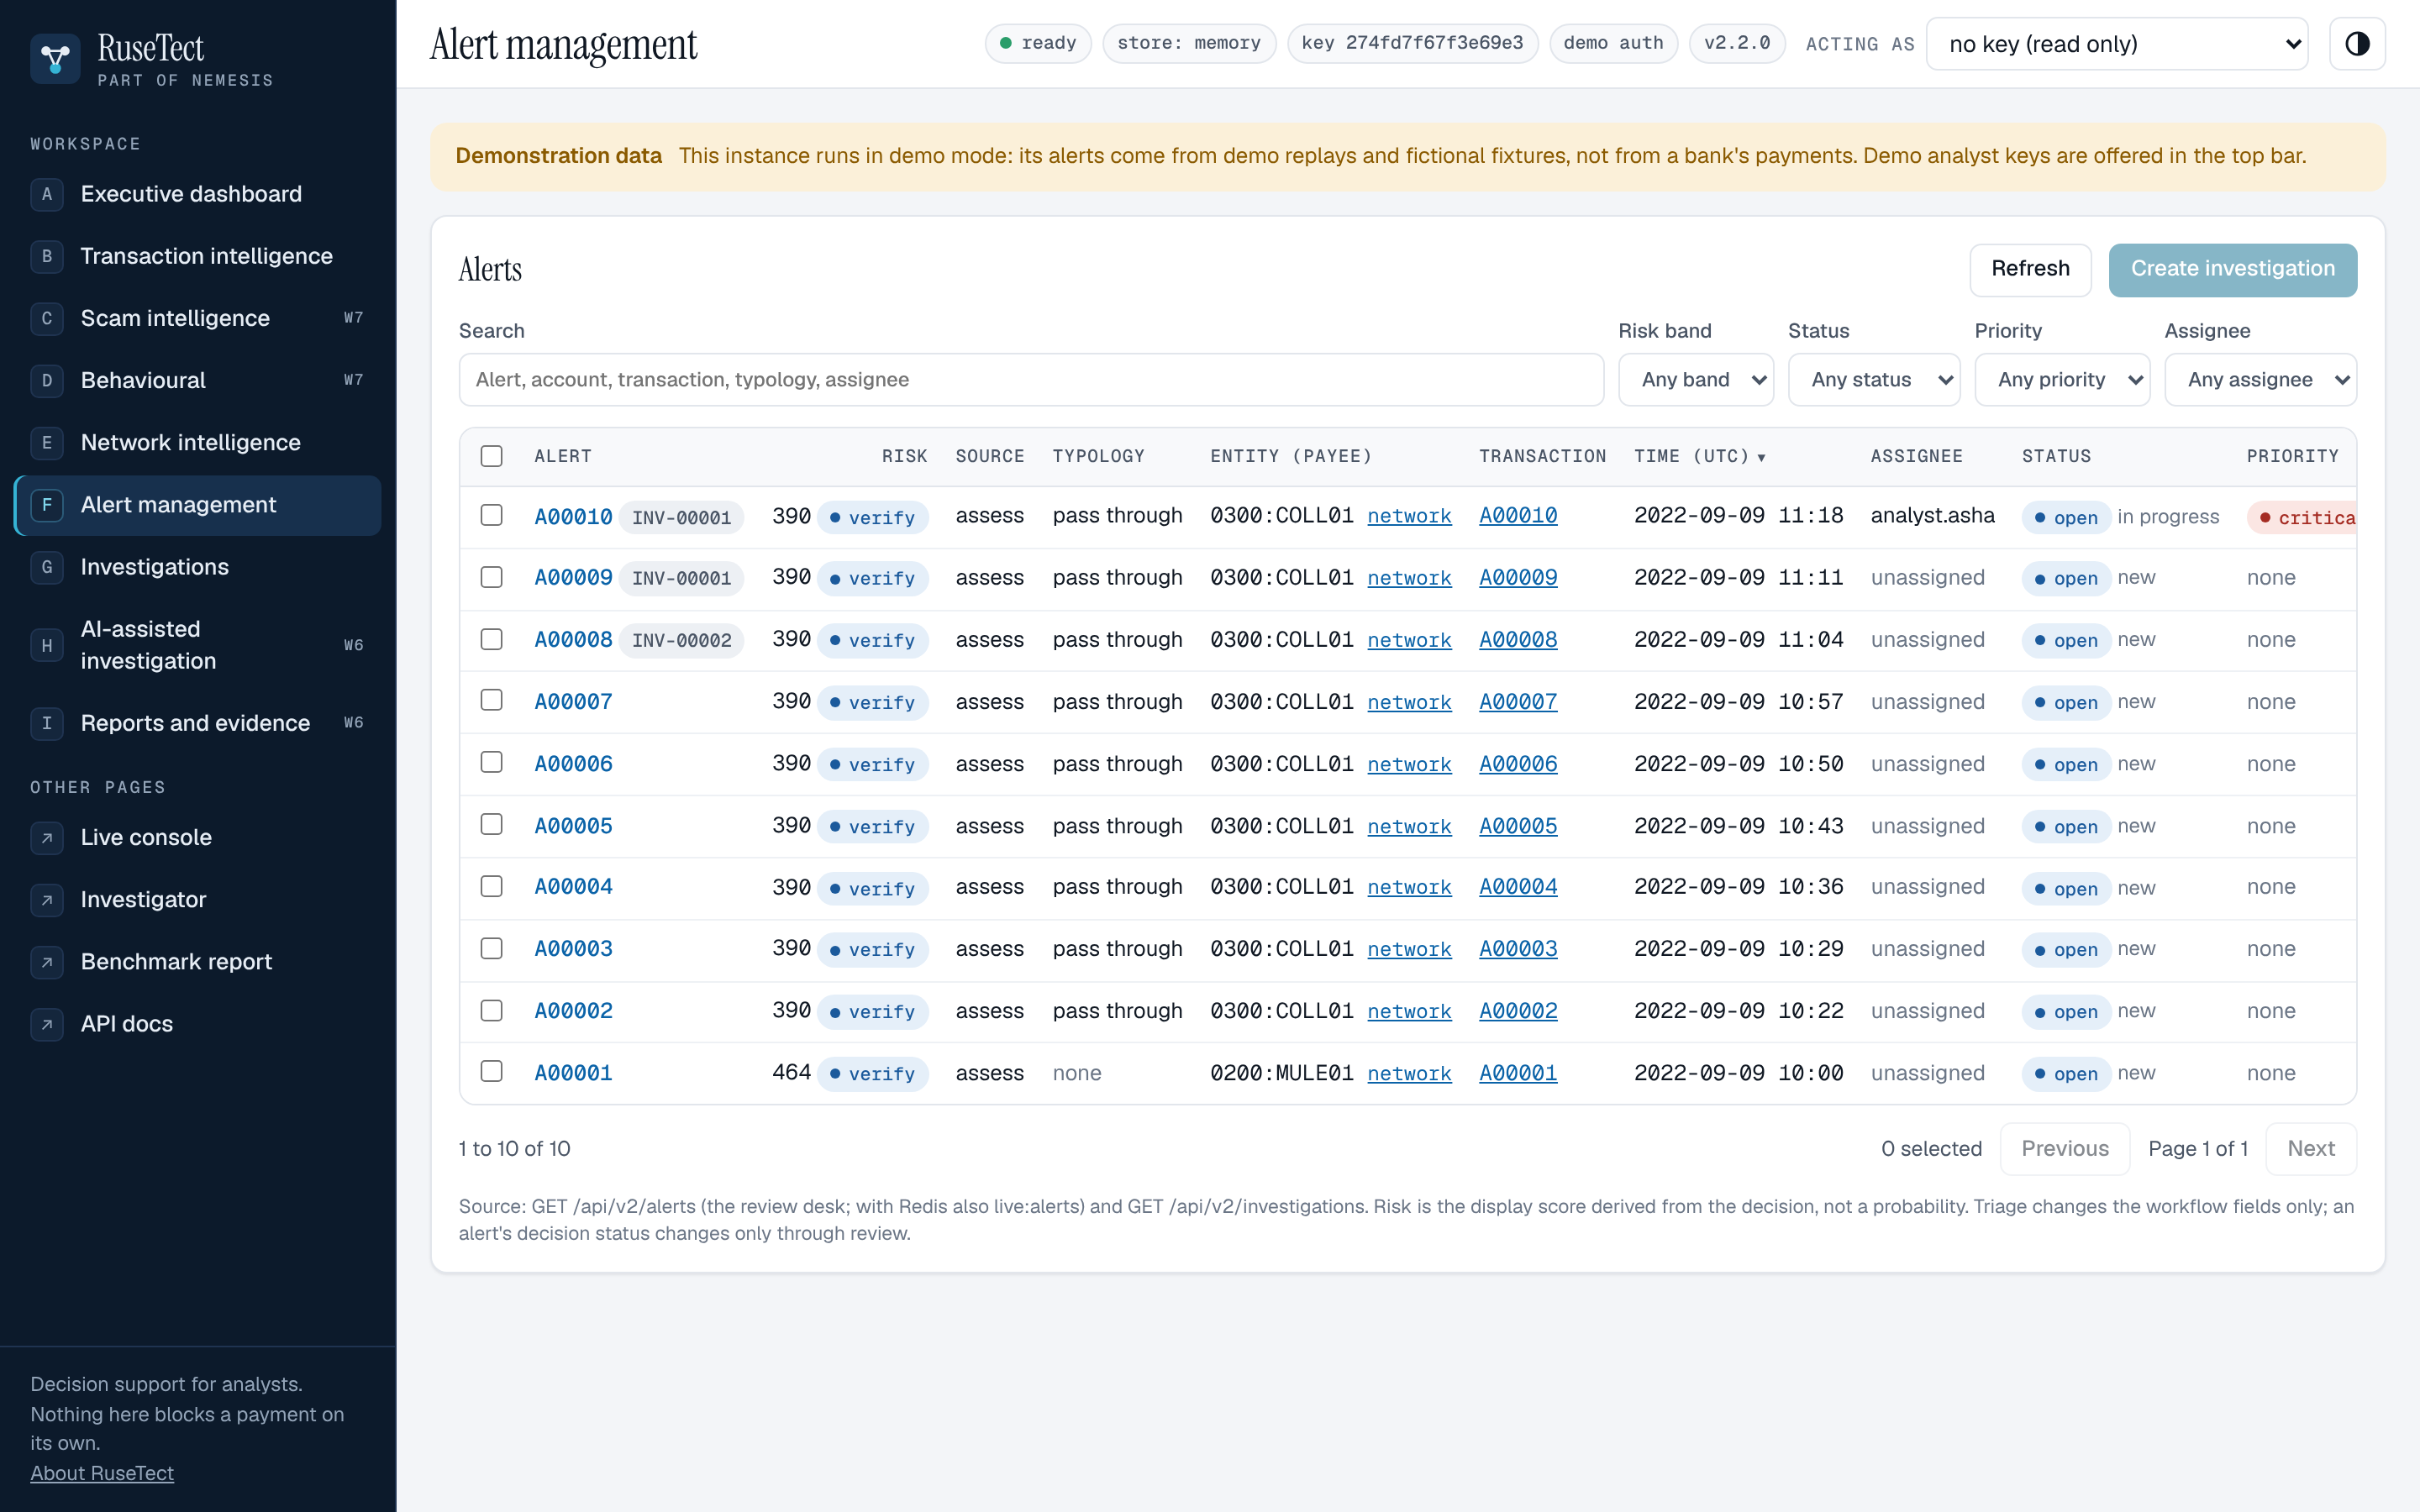 RuseTect
PART OF NEMESIS
WORKSPACE
A Executive dashboard
B Transaction intelligence
C Scam intelligence W7
D Behavioural W7
E Network intelligence
F Alert management
G Investigations
H AI-assisted investigation W6
I Reports and evidence W6
OTHER PAGES
Live console
Investigator
Benchmark report
API docs
Decision support for analysts.
Nothing here blocks a payment on
its own.
About RuseTect
Alert management
ready store: memory key 274fd7f67f3e69e3 demo auth v2.2.0 ACTING AS no key (read only)
Demonstration data This instance runs in demo mode: its alerts come from demo replays and fictional fixtures, not from a bank's payments. Demo analyst keys are offered in the top bar.
Alerts
Refresh Create investigation
Search Risk band Status Priority Assignee
Alert, account, transaction, typology, assignee Any band Any status Any priority Any assignee
ALERT RISK SOURCE TYPOLOGY ENTITY (PAYEE) TRANSACTION TIME (UTC) ▼ ASSIGNEE STATUS PRIORITY
A00010 INV-00001 390 verify assess pass through 0300:COLL01 network A00010 2022-09-09 11:18 analyst.asha open in progress critica
A00009 INV-00001 390 verify assess pass through 0300:COLL01 network A00009 2022-09-09 11:11 unassigned open new none
A00008 INV-00002 390 verify assess pass through 0300:COLL01 network A00008 2022-09-09 11:04 unassigned open new none
A00007 390 verify assess pass through 0300:COLL01 network A00007 2022-09-09 10:57 unassigned open new none
A00006 390 verify assess pass through 0300:COLL01 network A00006 2022-09-09 10:50 unassigned open new none
A00005 390 verify assess pass through 0300:COLL01 network A00005 2022-09-09 10:43 unassigned open new none
A00004 390 verify assess pass through 0300:COLL01 network A00004 2022-09-09 10:36 unassigned open new none
A00003 390 verify assess pass through 0300:COLL01 network A00003 2022-09-09 10:29 unassigned open new none
A00002 390 verify assess pass through 0300:COLL01 network A00002 2022-09-09 10:22 unassigned open new none
A00001 464 verify assess none 0200:MULE01 network A00001 2022-09-09 10:00 unassigned open new none
1 to 10 of 10 0 selected Previous Page 1 of 1 Next
Source: GET /api/v2/alerts (the review desk; with Redis also live:alerts) and GET /api/v2/investigations. Risk is the display score derived from the decision, not a probability. Triage changes the workflow fields only; an
alert's decision status changes only through review.